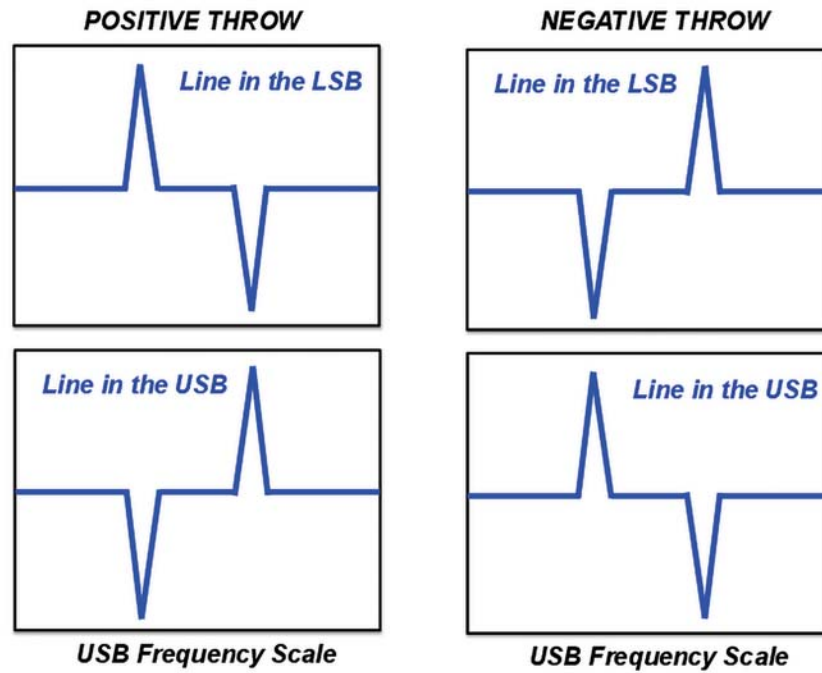 POSITIVE THROW
NEGATIVE THROW
Line in the LSB
Line in the LSB
Line in the USB
Line in the USB
USB Frequency Scale
USB Frequency Scale